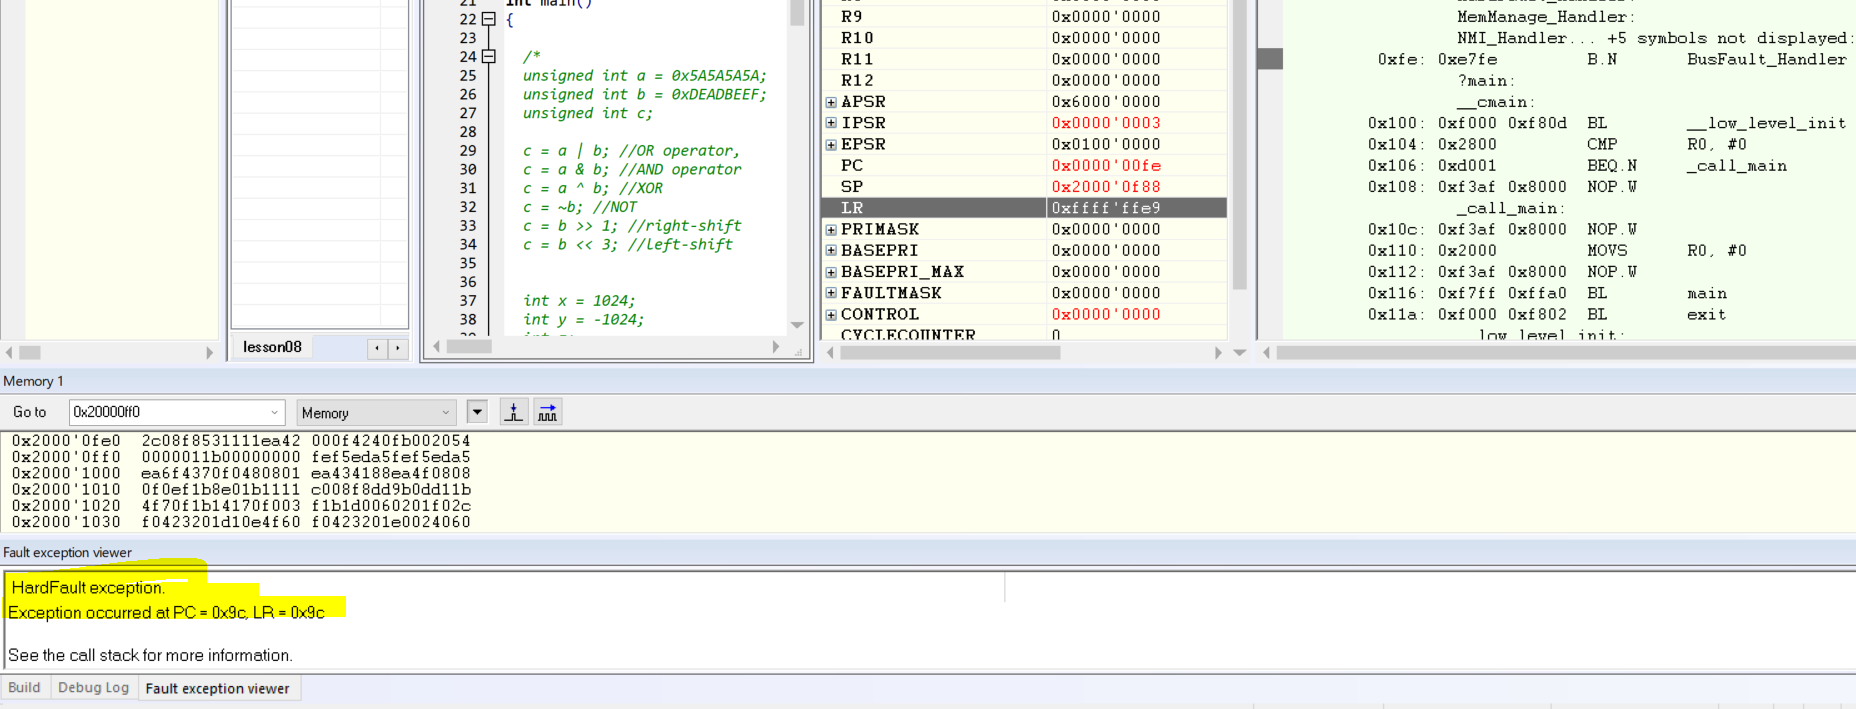 21 int main()
22 {
23
24 /*
25 unsigned int a = 0x5A5A5A5A;
26 unsigned int b = 0xDEADBEEF;
27 unsigned int c;
28
29 c = a | b; //OR operator,
30 c = a & b; //AND operator
31 c = a ^ b; //XOR
32 c = ~b; //NOT
33 c = b >> 1; //right-shift
34 c = b << 3; //left-shift
35
36
37 int x = 1024;
38 int y = -1024;
lesson08
R9 0x0000'0000
R10 0x0000'0000
R11 0x0000'0000
R12 0x0000'0000
APSR 0x6000'0000
IPSR 0x0000'0003
EPSR 0x0100'0000
PC 0x0000'00fe
SP 0x2000'0f88
LR 0xffff'ffe9
PRIMASK 0x0000'0000
BASEPRI 0x0000'0000
BASEPRI_MAX 0x0000'0000
FAULTMASK 0x0000'0000
CONTROL 0x0000'0000
CYCLECOUNTER 0
MemManage_Handler:
NMI_Handler... +5 symbols not displayed:
0xfe: 0xe7fe B.N BusFault_Handler
?main:
__cmain:
0x100: 0xf000 0xf80d BL __low_level_init
0x104: 0x2800 CMP R0, #0
0x106: 0xd001 BEQ.N _call_main
0x108: 0xf3af 0x8000 NOP.W
_call_main:
0x10c: 0xf3af 0x8000 NOP.W
0x110: 0x2000 MOVS R0, #0
0x112: 0xf3af 0x8000 NOP.W
0x116: 0xf7ff 0xffa0 BL main
0x11a: 0xf000 0xf802 BL exit
__low_level_init:
Memory 1
Go to 0x20000ff0 Memory
0x2000'0fe0 2c08f8531111ea42 000f4240fb002054
0x2000'0ff0 0000011b00000000 fef5eda5fef5eda5
0x2000'1000 ea6f4370f0480801 ea434188ea4f0808
0x2000'1010 0f0ef1b8e01b1111 c008f8dd9b0dd11b
0x2000'1020 4f70f1b14170f003 f1b1d0060201f02c
0x2000'1030 f0423201d10e4f60 f0423201e0024060
Fault exception viewer
HardFault exception.
Exception occurred at PC = 0x9c, LR = 0x9c
See the call stack for more information.
Build Debug Log Fault exception viewer